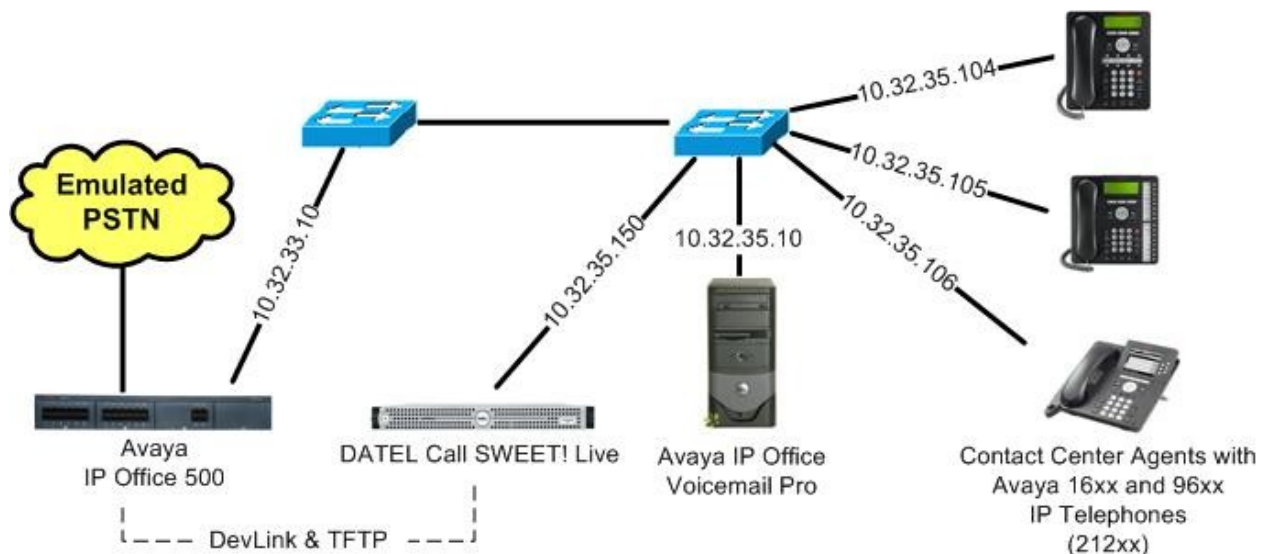 10.32.35.104
Emulated
PSTN
10.32.33.10
10.32.35.150
10.32.35.10
10.32.35.105
10.32.35.106
Avaya
IP Office 500
DATEL Call SWEET! Live
Avaya IP Office
Voicemail Pro
Contact Center Agents with
Avaya 16xx and 96xx
IP Telephones
(212xx)
DevLink & TFTP